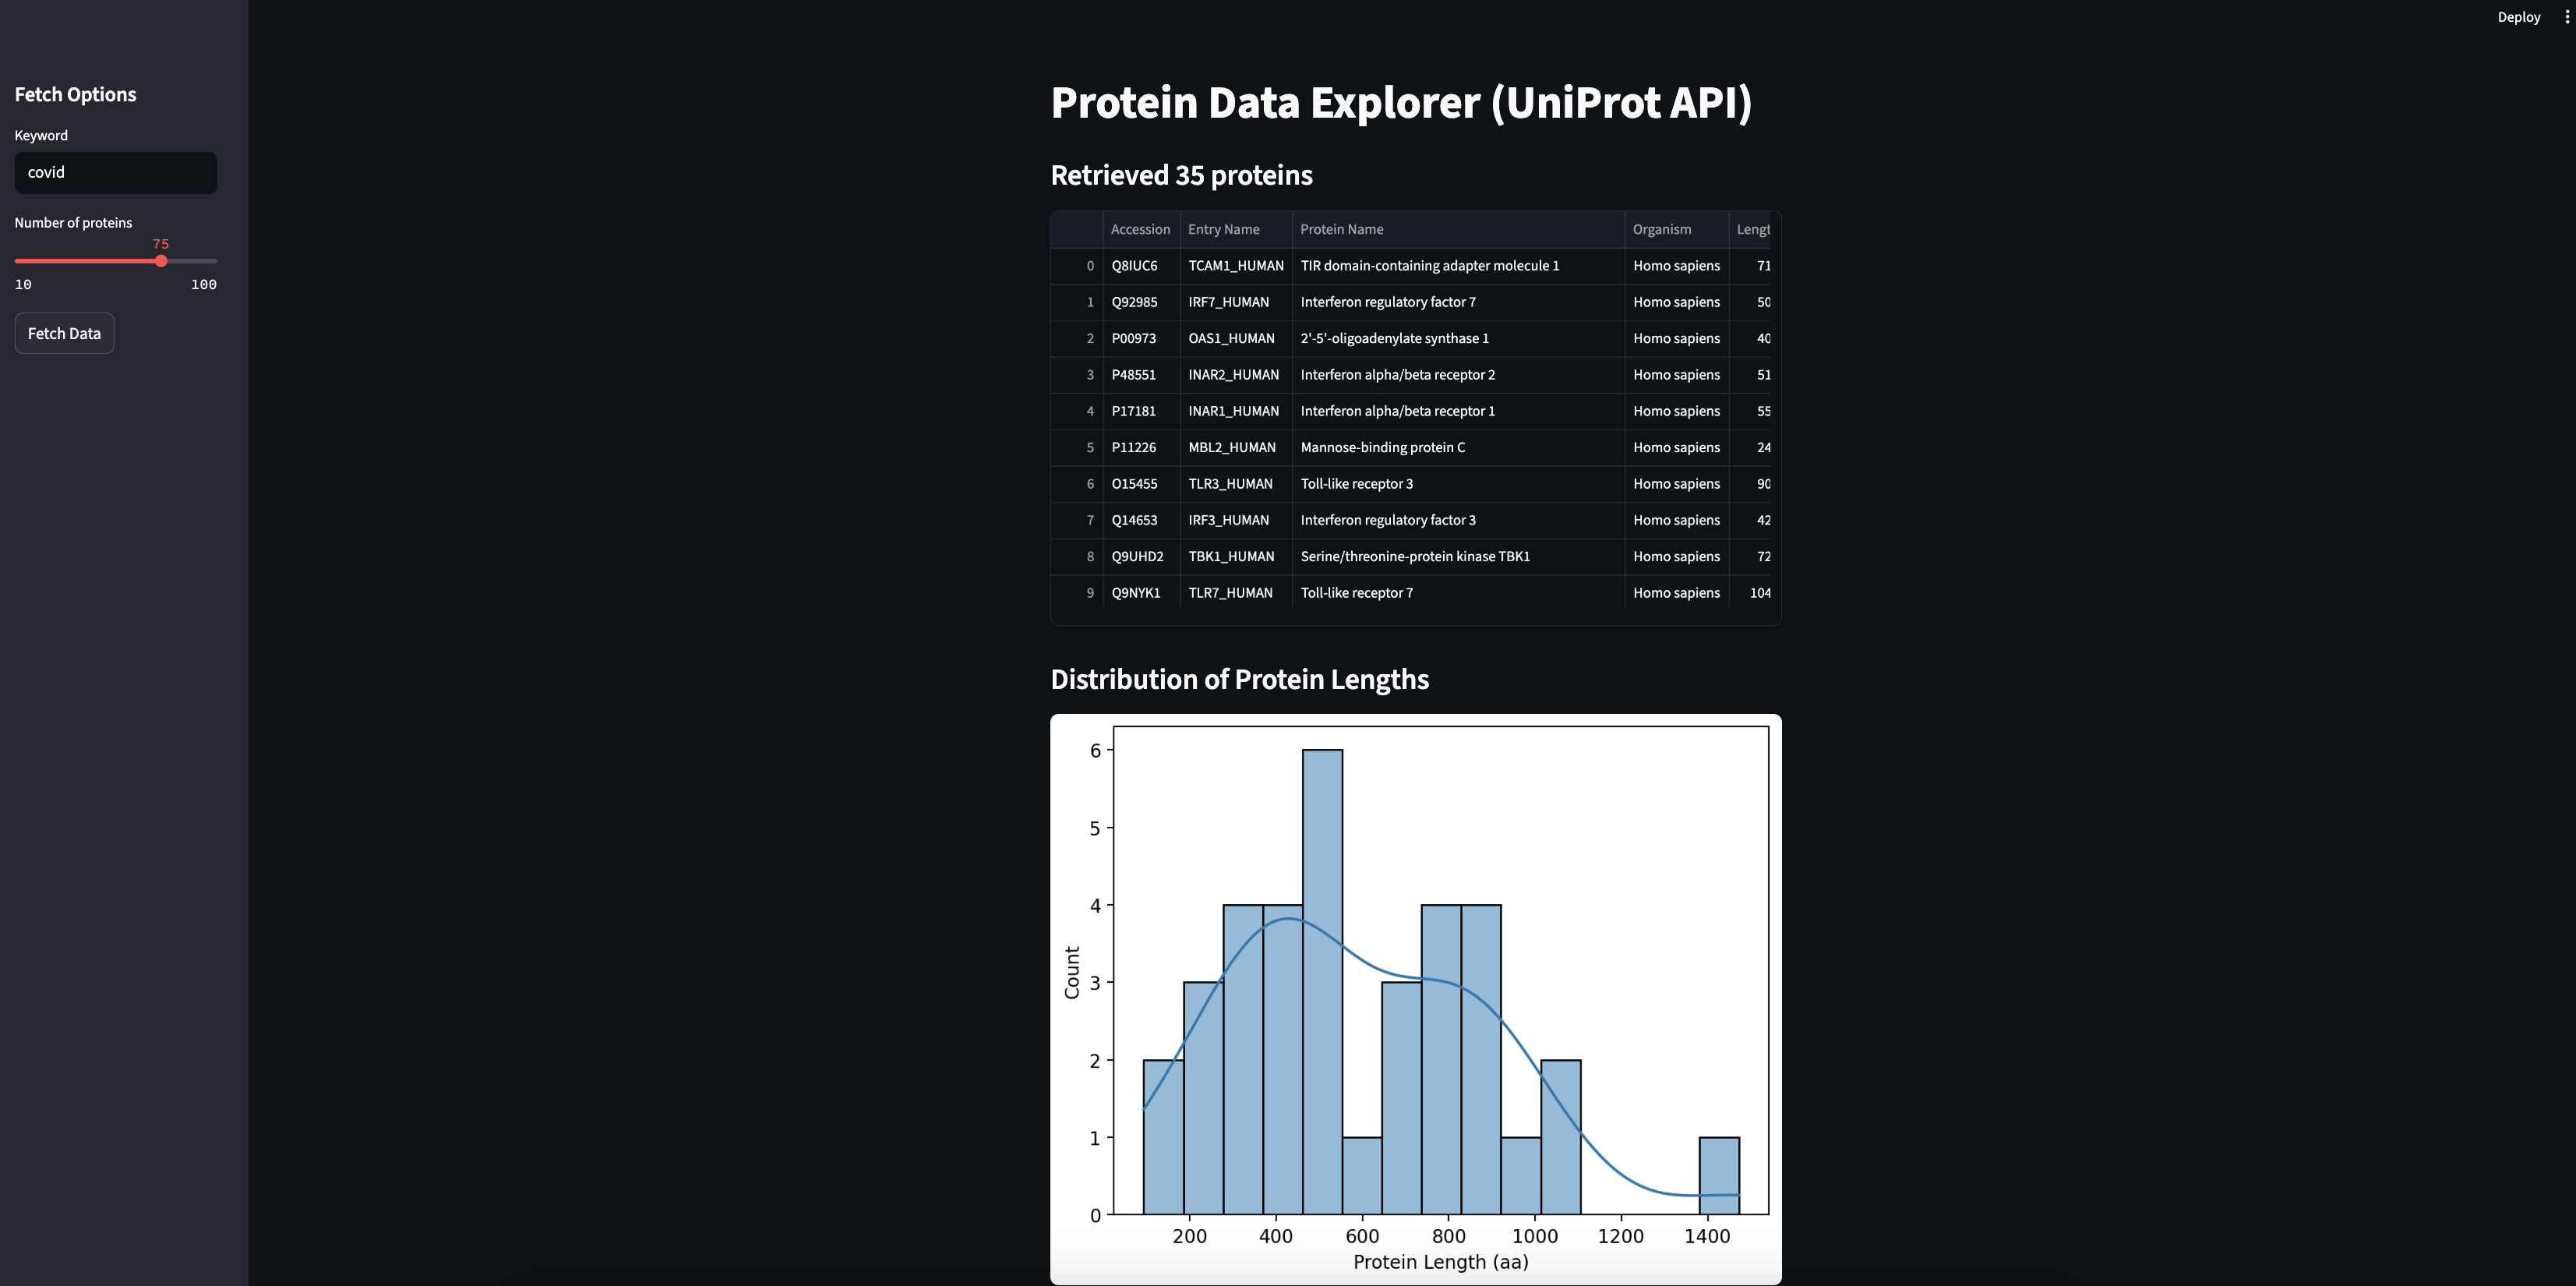 Deploy
Fetch Options
Keyword
covid
Number of proteins
75
10 100
Fetch Data
Protein Data Explorer (UniProt API)
Retrieved 35 proteins
Accession Entry Name Protein Name Organism Lengt
0 Q8IUC6 TCAM1_HUMAN TIR domain-containing adapter molecule 1 Homo sapiens 71
1 Q92985 IRF7_HUMAN Interferon regulatory factor 7 Homo sapiens 50
2 P00973 OAS1_HUMAN 2'-5'-oligoadenylate synthase 1 Homo sapiens 40
3 P48551 INAR2_HUMAN Interferon alpha/beta receptor 2 Homo sapiens 51
4 P17181 INAR1_HUMAN Interferon alpha/beta receptor 1 Homo sapiens 55
5 P11226 MBL2_HUMAN Mannose-binding protein C Homo sapiens 24
6 O15455 TLR3_HUMAN Toll-like receptor 3 Homo sapiens 90
7 Q14653 IRF3_HUMAN Interferon regulatory factor 3 Homo sapiens 42
8 Q9UHD2 TBK1_HUMAN Serine/threonine-protein kinase TBK1 Homo sapiens 72
9 Q9NYK1 TLR7_HUMAN Toll-like receptor 7 Homo sapiens 104
Distribution of Protein Lengths
6
5
4
3
2
1
0
Count
200 400 600 800 1000 1200 1400
Protein Length (aa)